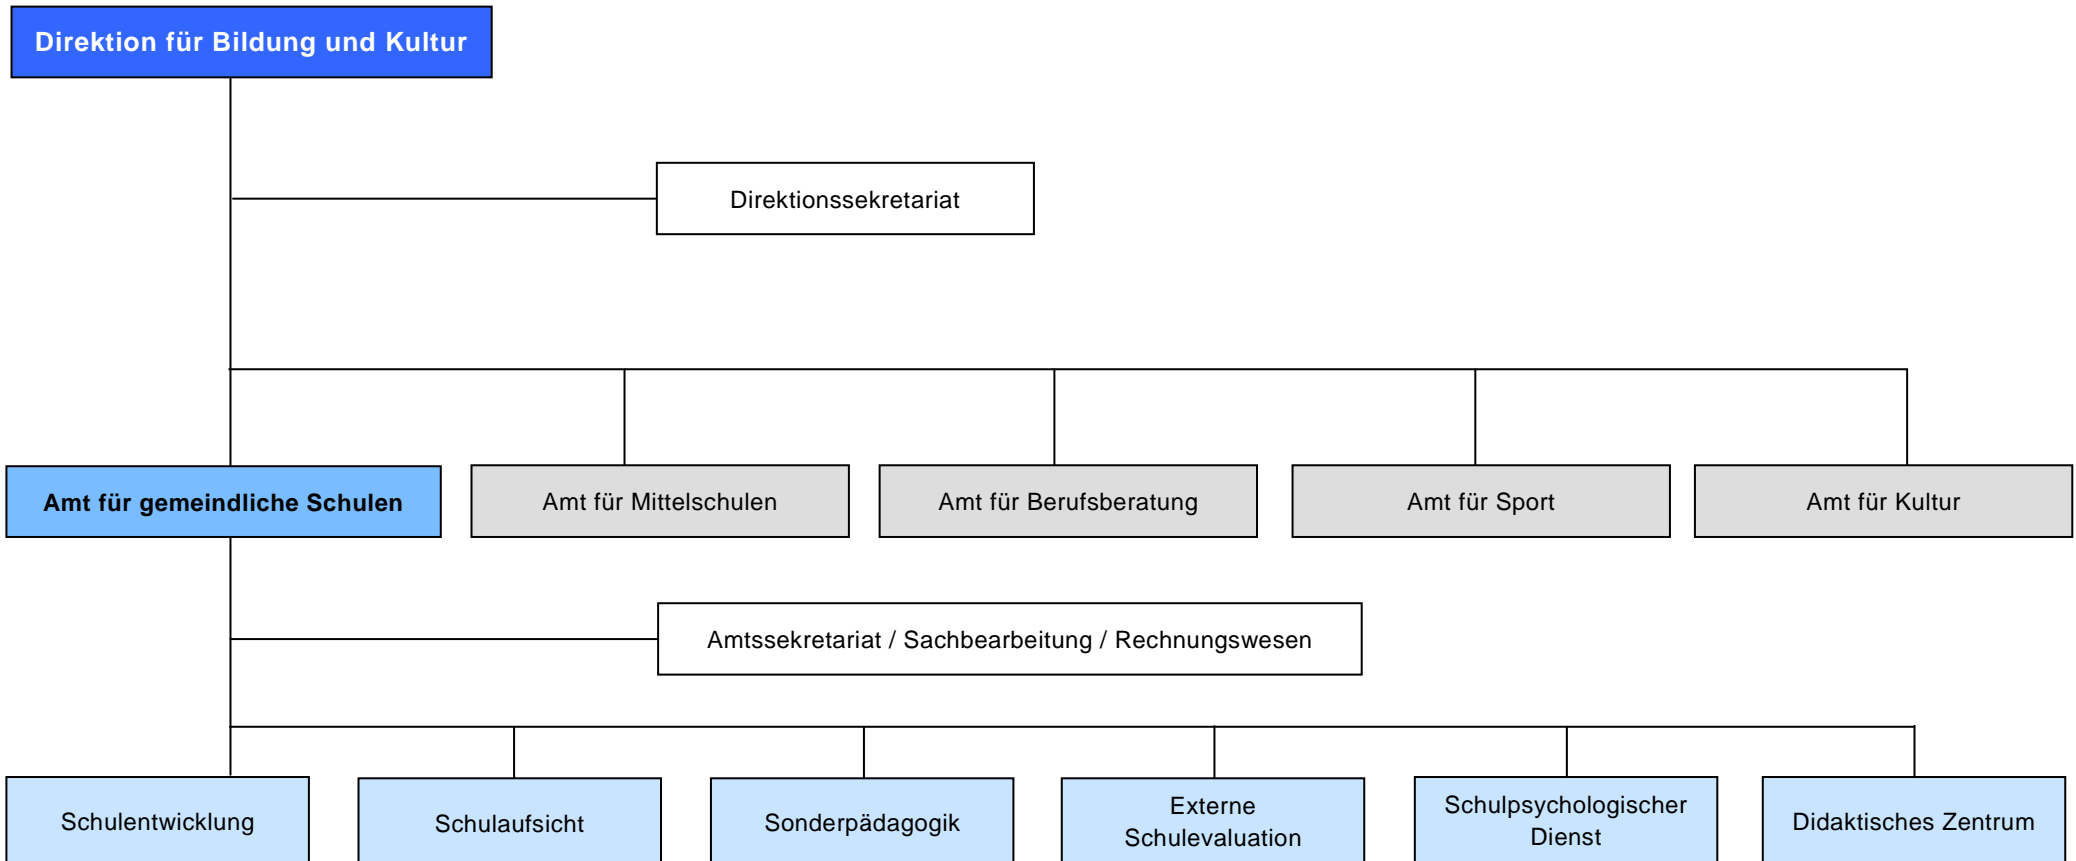 Direktion für Bildung und Kultur
Direktionssekretariat
Amt für gemeindliche Schulen
Amt für Mittelschulen
Amt für Berufsberatung
Amt für Sport
Amt für Kultur
Amtssekretariat / Sachbearbeitung / Rechnungswesen
Schulentwicklung
Schulaufsicht
Sonderpädagogik
Externe
Schulevaluation
Schulpsychologischer
Dienst
Didaktisches Zentrum